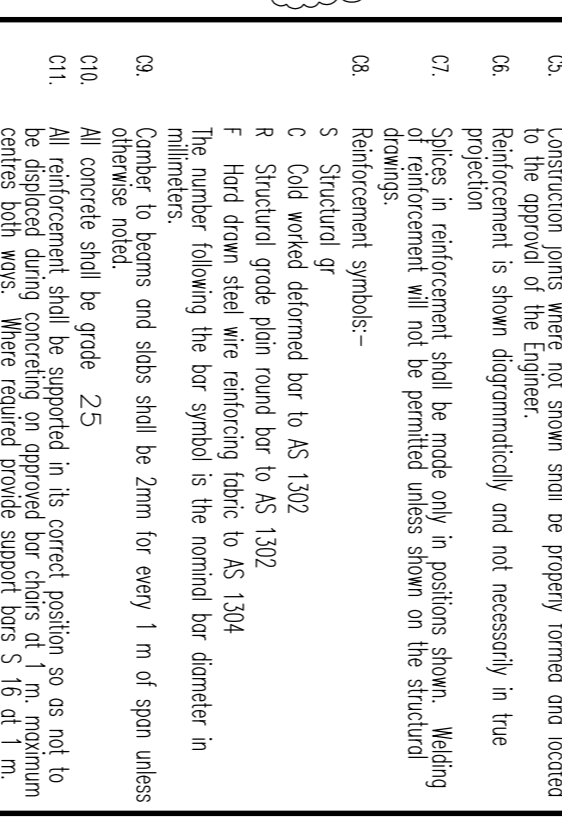 C5. Construction joints where not shown shall be properly formed and located
to the approval of the Engineer.
C6. Reinforcement is shown diagrammatically and not necessarily in true
projection
C7. Splices in reinforcement shall be made only in positions shown. Welding
of reinforcement will not be permitted unless shown on the structural
drawings.
C8. Reinforcement symbols:–
S Structural gr
C Cold worked deformed bar to AS 1302
R Structural grade plain round bar to AS 1302
F Hard drawn steel wire reinforcing fabric to AS 1304
The number following the bar symbol is the nominal bar diameter in
millimeters.
C9. Camber to beams and slabs shall be 2mm for every 1 m of span unless
otherwise noted.
C10. All concrete shall be grade 25
C11. All reinforcement shall be supported in its correct position so as not to
be displaced during concreting on approved bar chairs at 1 m. maximum
centres both ways. Where required provide support bars S 16 at 1 m.